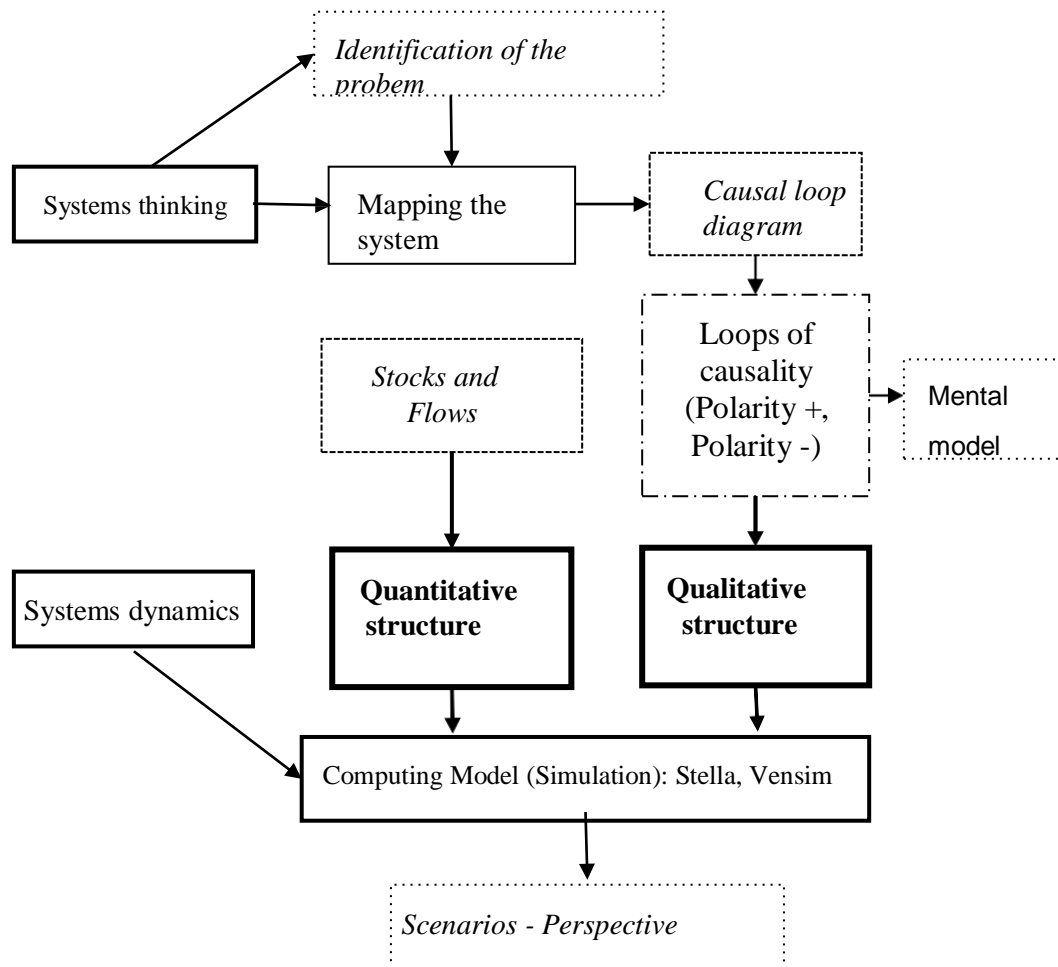 Identification of the
probem
Systems thinking
Mapping the
system
Causal loop
diagram
Stocks and
Flows
Loops of
causality
(Polarity +,
Polarity -)
Mental
model
Systems dynamics
Quantitative
structure
Qualitative
structure
Computing Model (Simulation): Stella, Vensim
Scenarios - Perspective